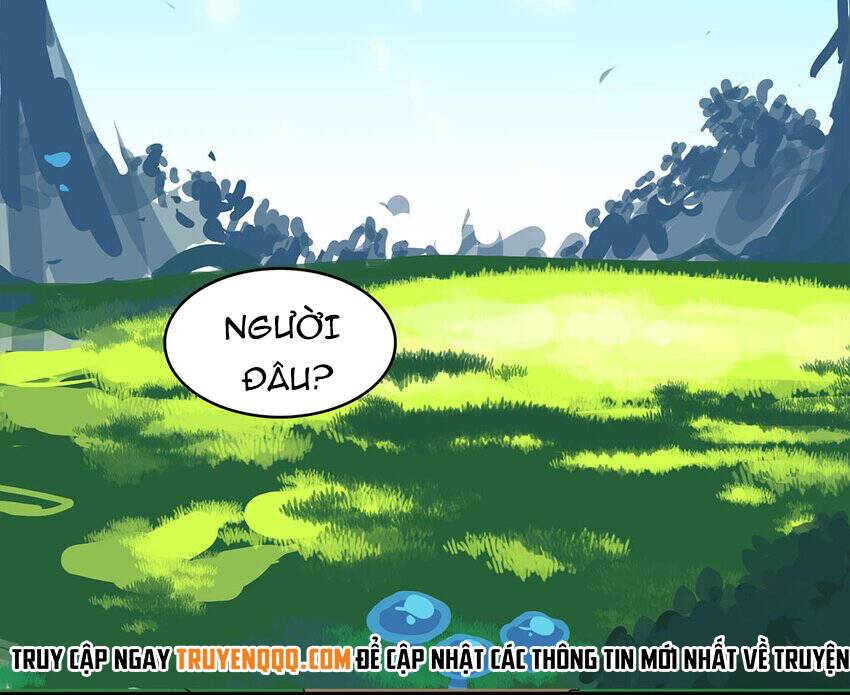 NGƯỜI
ĐÂU?
TRUY CẬP NGAY TRUYENQQQ.COM ĐỂ CẬP NHẬT CÁC THÔNG TIN MỚI NHẤT VỀ TRUYỆN